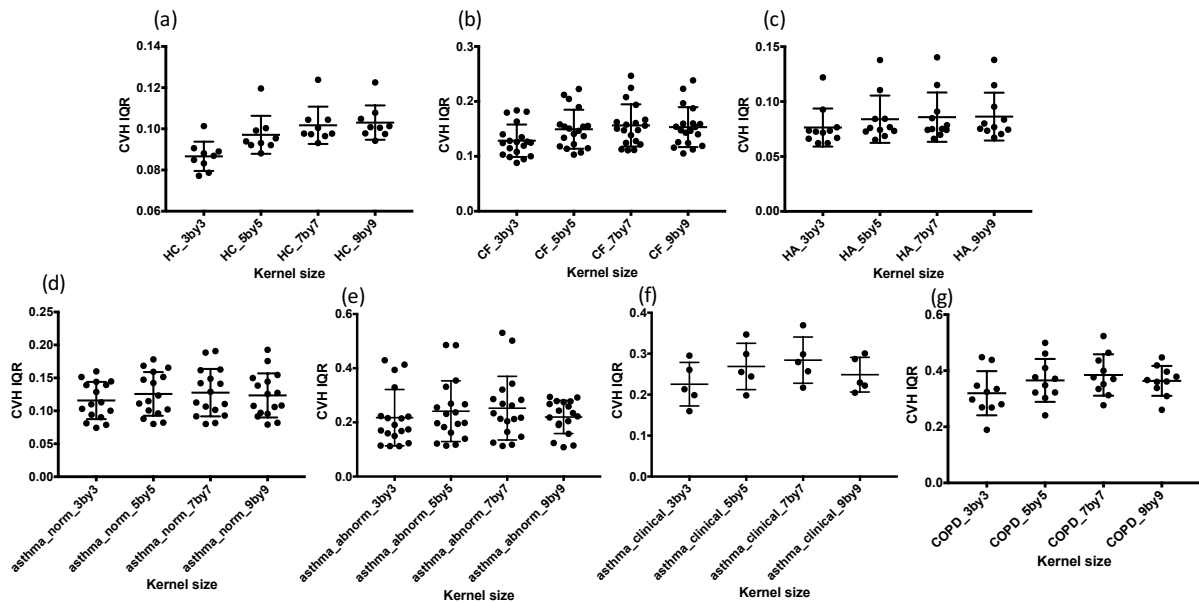 (a)
CVH IQR
0.14
0.12
0.10
0.08
0.06
HC_3by3
HC_5by5
HC_7by7
HC_9by9
Kernel size
(b)
CVH IQR
0.3
0.2
0.1
0.0
CF_3by3
CF_5by5
CF_7by7
CF_9by9
Kernel size
(c)
CVH IQR
0.15
0.10
0.05
0.00
HA_3by3
HA_5by5
HA_7by7
HA_9by9
Kernel size
(d)
CVH IQR
0.25
0.20
0.15
0.10
0.05
0.00
asthma_norm_3by3
asthma_norm_5by5
asthma_norm_7by7
asthma_norm_9by9
Kernel size
(e)
CVH IQR
0.6
0.4
0.2
0.0
asthma_abnorm_3by3
asthma_abnorm_5by5
asthma_abnorm_7by7
asthma_abnorm_9by9
Kernel size
(f)
CVH IQR
0.4
0.3
0.2
0.1
0.0
asthma_clinical_3by3
asthma_clinical_5by5
asthma_clinical_7by7
asthma_clinical_9by9
Kernel size
(g)
CVH IQR
0.6
0.4
0.2
0.0
COPD_3by3
COPD_5by5
COPD_7by7
COPD_9by9
Kernel size